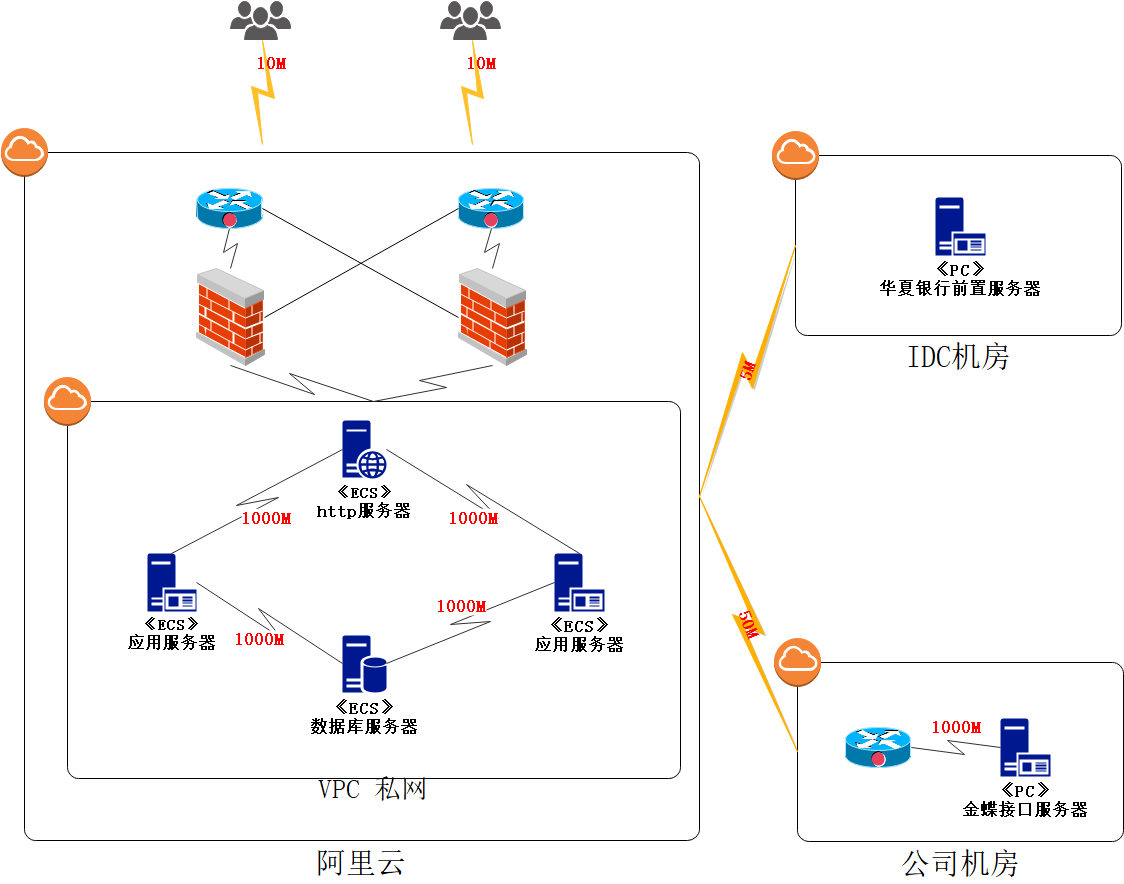 10M
10M
《PC》
华夏银行前置服务器
IDC机房
5M
《ECS》
http服务器
1000M
1000M
《ECS》
应用服务器
1000M
《ECS》
应用服务器
1000M
《ECS》
数据库服务器
VPC 私网
阿里云
50M
1000M
《PC》
金蝶接口服务器
公司机房